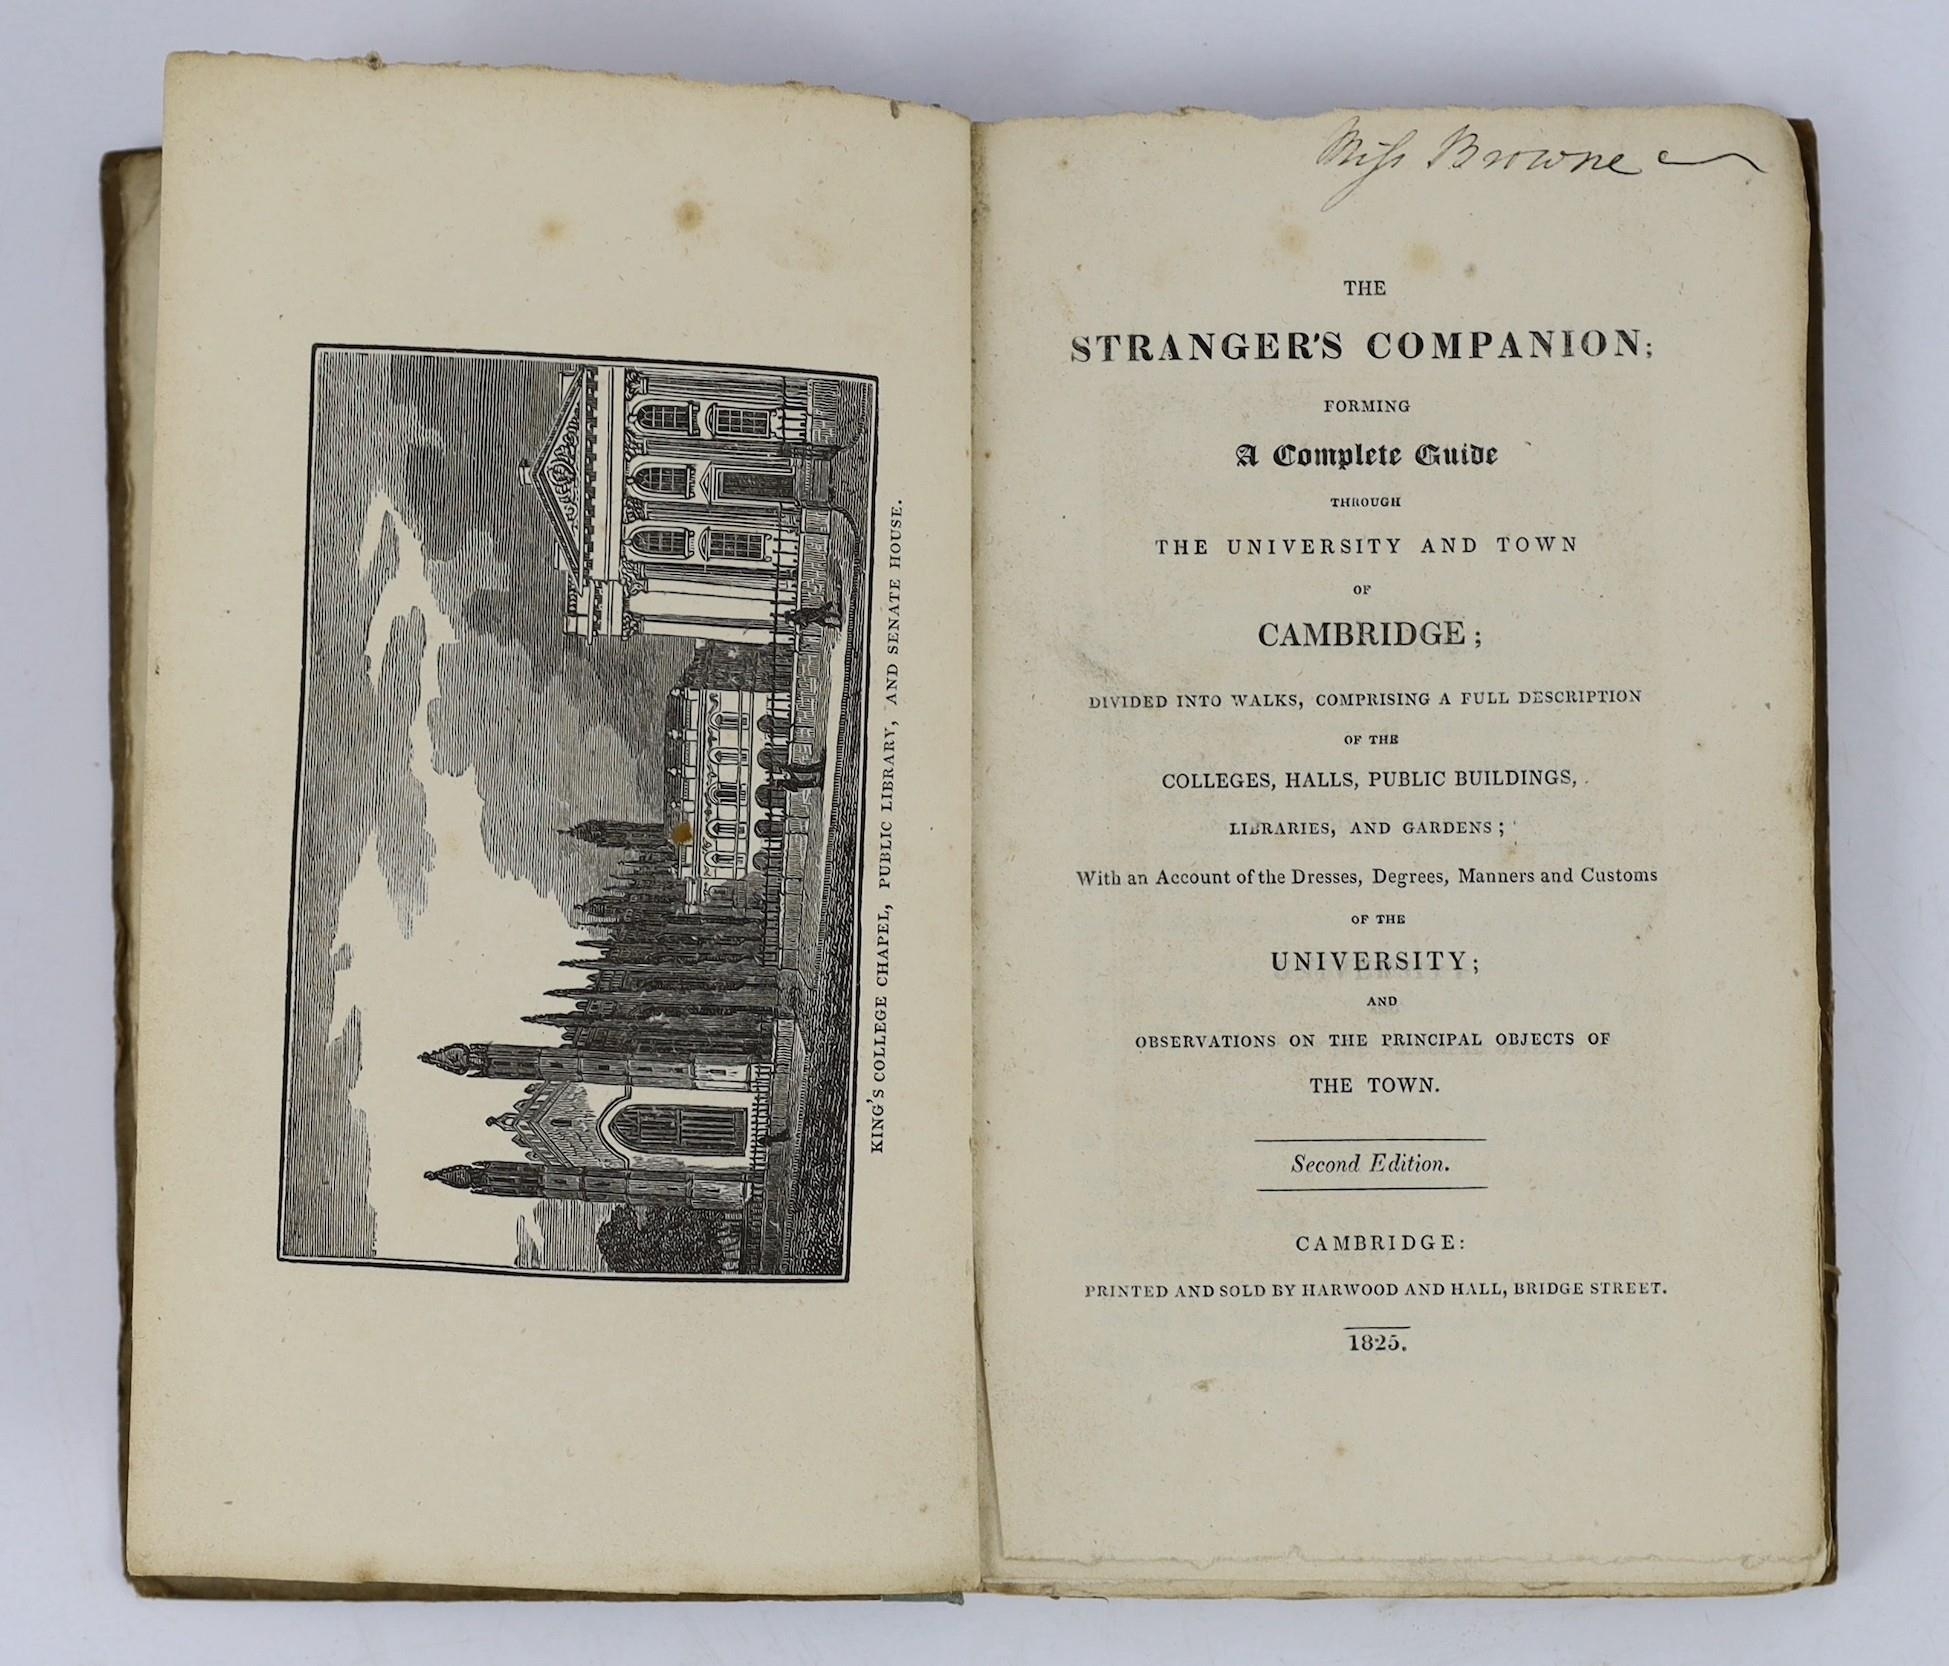 KING'S COLLEGE CHAPEL, PUBLIC LIBRARY, AND SENATE HOUSE.
Miss Browne
THE
STRANGER'S COMPANION;
FORMING
A Complete Guide
THROUGH
THE UNIVERSITY AND TOWN
OF
CAMBRIDGE;
DIVIDED INTO WALKS, COMPRISING A FULL DESCRIPTION
OF THE
COLLEGES, HALLS, PUBLIC BUILDINGS,
LIBRARIES, AND GARDENS;
With an Account of the Dresses, Degrees, Manners and Customs
OF THE
UNIVERSITY;
AND
OBSERVATIONS ON THE PRINCIPAL OBJECTS OF
THE TOWN.
Second Edition.
CAMBRIDGE:
PRINTED AND SOLD BY HARWOOD AND HALL, BRIDGE STREET.
1825.